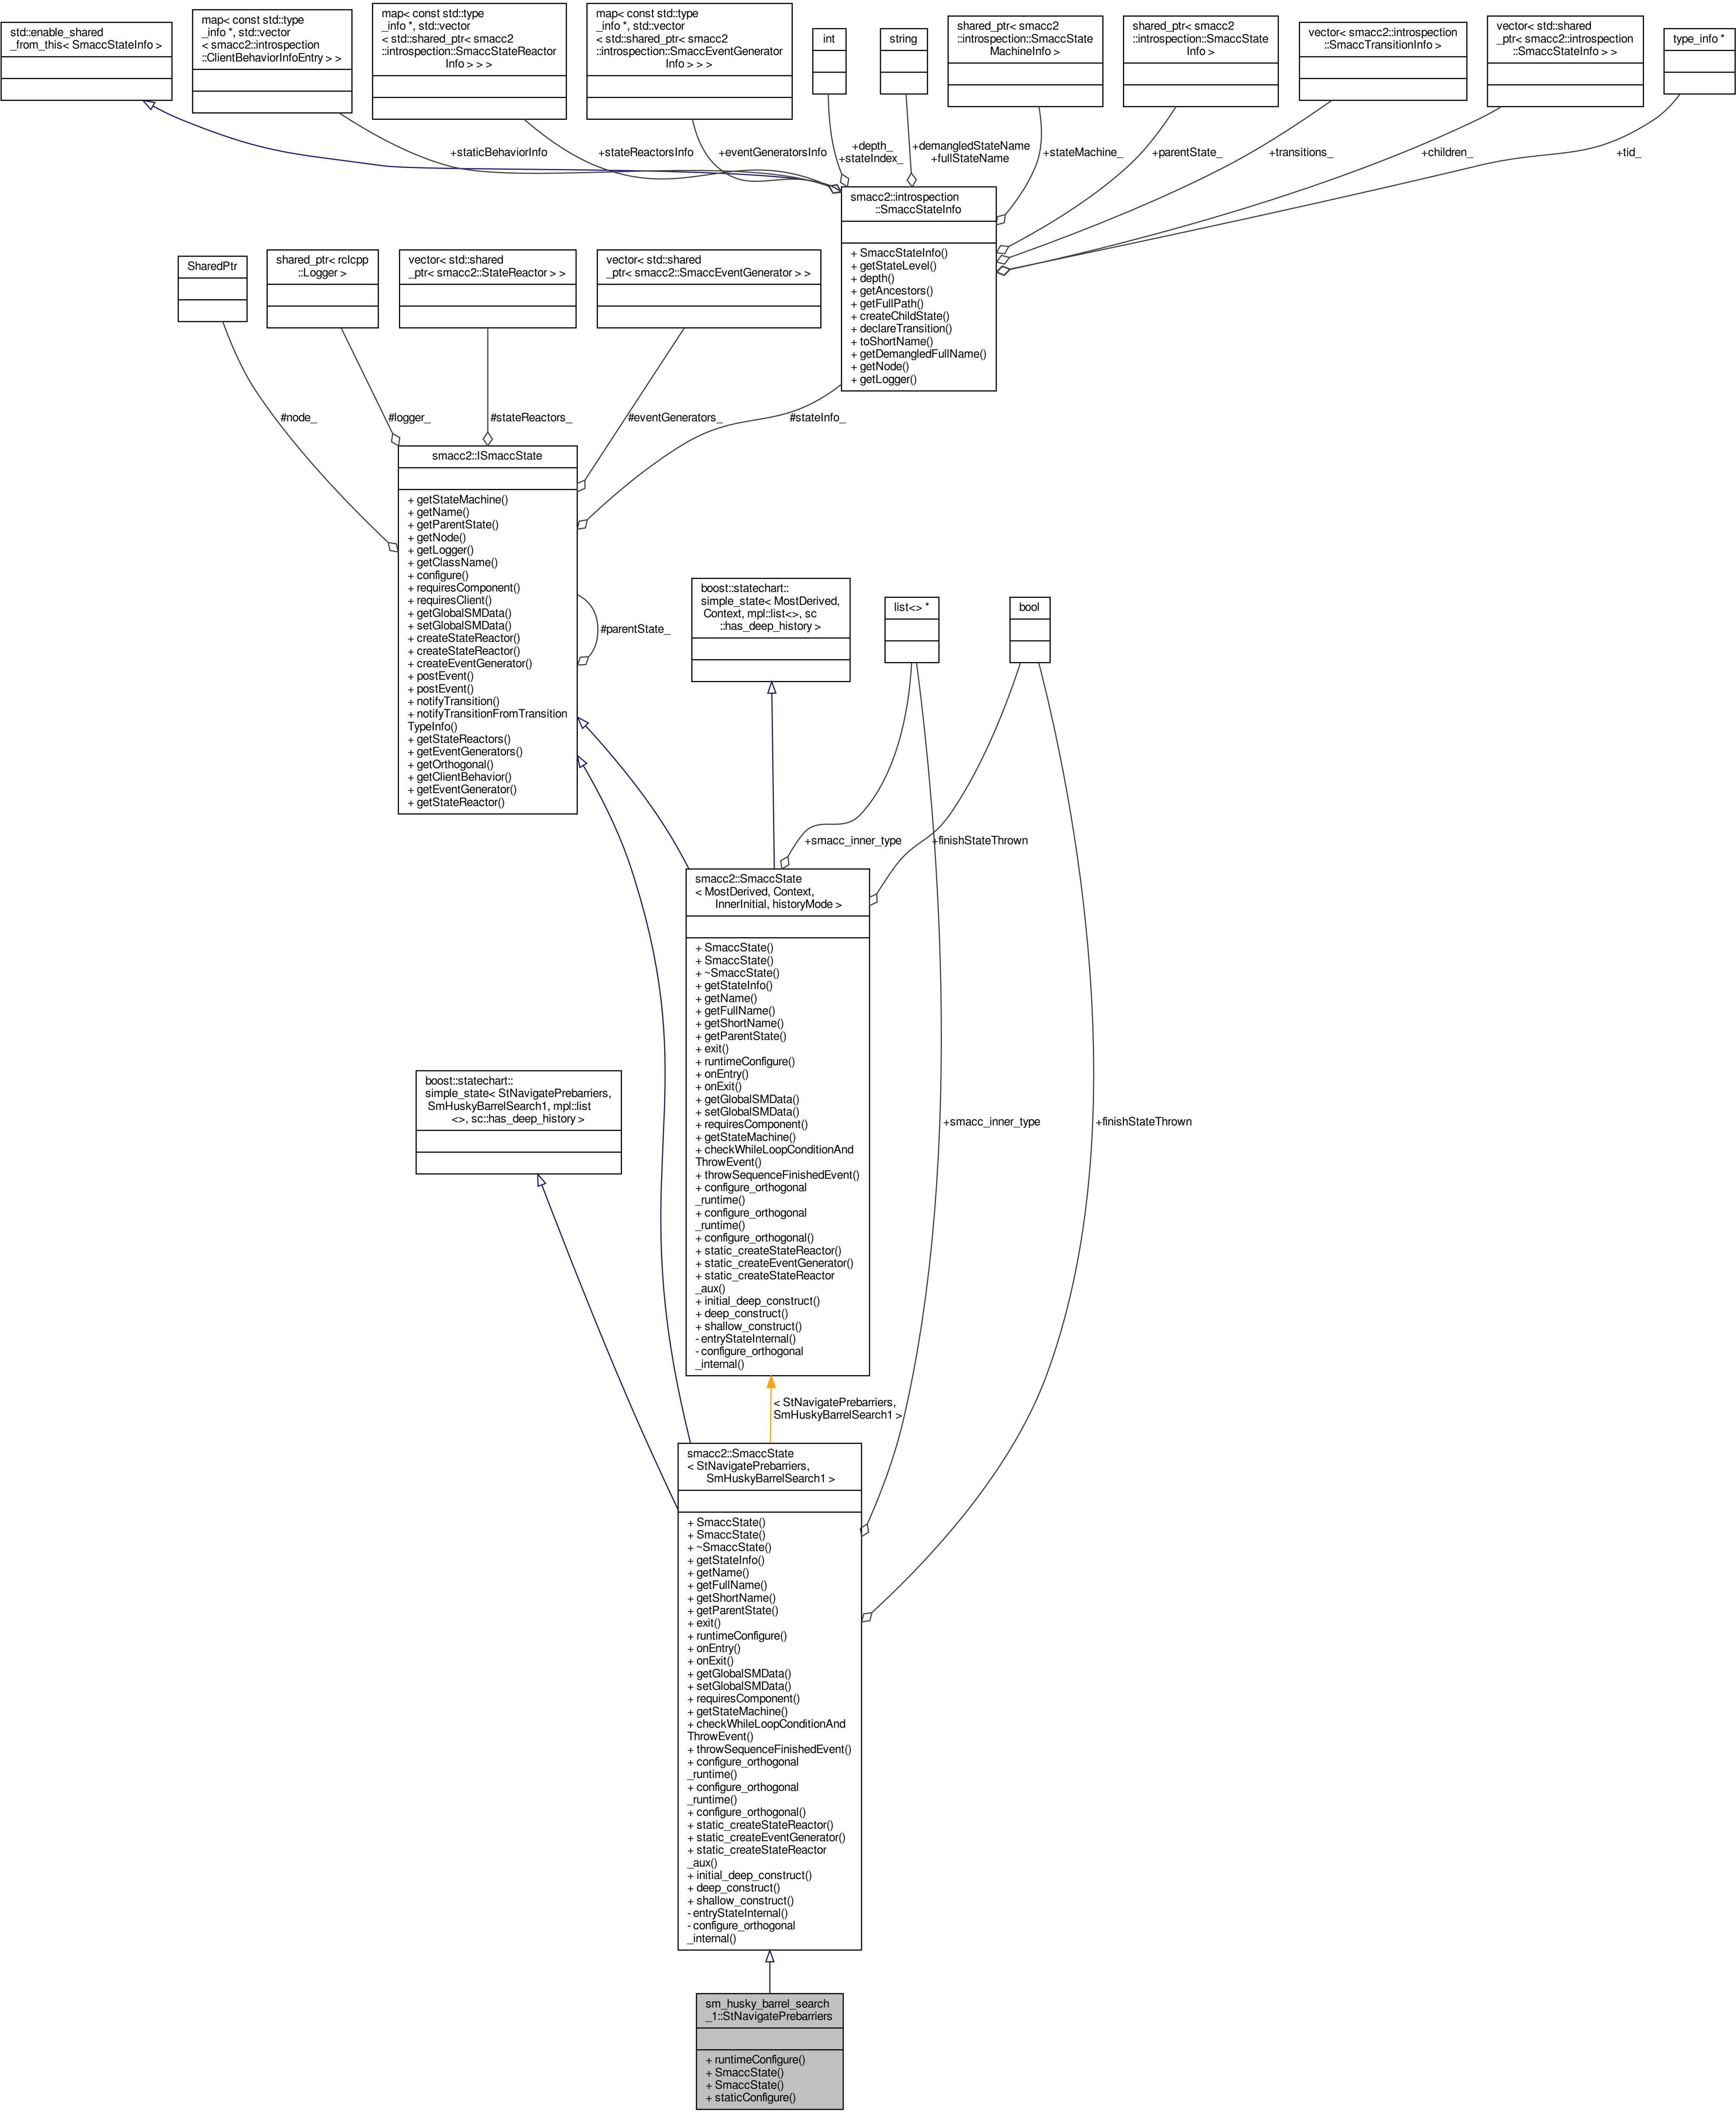 std::enable_shared
_from_this< SmaccStateInfo >
map< const std::type
_info *, std::vector
< smacc2::introspection
::ClientBehaviorInfoEntry > >
map< const std::type
_info *, std::vector
< std::shared_ptr< smacc2
::introspection::SmaccStateReactor
Info > > >
map< const std::type
_info *, std::vector
< std::shared_ptr< smacc2
::introspection::SmaccEventGenerator
Info > > >
int
string
shared_ptr< smacc2
::introspection::SmaccState
MachineInfo >
shared_ptr< smacc2
::introspection::SmaccState
Info >
vector< smacc2::introspection
::SmaccTransitionInfo >
vector< std::shared
_ptr< smacc2::introspection
::SmaccStateInfo > >
type_info *
+staticBehaviorInfo
+stateReactorsInfo
+eventGeneratorsInfo
+depth_
+stateIndex_
+demangledStateName
+fullStateName
+stateMachine_
+parentState_
+transitions_
+children_
+tid_
smacc2::introspection
::SmaccStateInfo
+ SmaccStateInfo()
+ getStateLevel()
+ depth()
+ getAncestors()
+ getFullPath()
+ createChildState()
+ declareTransition()
+ toShortName()
+ getDemangledFullName()
+ getNode()
+ getLogger()
SharedPtr
shared_ptr< rclcpp
::Logger >
vector< std::shared
_ptr< smacc2::StateReactor > >
vector< std::shared
_ptr< smacc2::SmaccEventGenerator > >
#node_
#logger_
#stateReactors_
#eventGenerators_
#stateInfo_
smacc2::ISmaccState
+ getStateMachine()
+ getName()
+ getParentState()
+ getNode()
+ getLogger()
+ getClassName()
+ configure()
+ requiresComponent()
+ requiresClient()
+ getGlobalSMData()
+ setGlobalSMData()
+ createStateReactor()
+ createStateReactor()
+ createEventGenerator()
+ postEvent()
+ postEvent()
+ notifyTransition()
+ notifyTransitionFromTransition
TypeInfo()
+ getStateReactors()
+ getEventGenerators()
+ getOrthogonal()
+ getClientBehavior()
+ getEventGenerator()
+ getStateReactor()
#parentState_
boost::statechart::
simple_state< MostDerived,
Context, mpl::list<>, sc
::has_deep_history >
list<> *
bool
+smacc_inner_type
+finishStateThrown
smacc2::SmaccState
< MostDerived, Context,
InnerInitial, historyMode >
+ SmaccState()
+ SmaccState()
+ ~SmaccState()
+ getStateInfo()
+ getName()
+ getFullName()
+ getShortName()
+ getParentState()
+ exit()
+ runtimeConfigure()
+ onEntry()
+ onExit()
+ getGlobalSMData()
+ setGlobalSMData()
+ requiresComponent()
+ getStateMachine()
+ checkWhileLoopConditionAnd
ThrowEvent()
+ throwSequenceFinishedEvent()
+ configure_orthogonal
_runtime()
+ configure_orthogonal
_runtime()
+ configure_orthogonal()
+ static_createStateReactor()
+ static_createEventGenerator()
+ static_createStateReactor
_aux()
+ initial_deep_construct()
+ deep_construct()
+ shallow_construct()
- entryStateInternal()
- configure_orthogonal
_internal()
boost::statechart::
simple_state< StNavigatePrebarriers,
SmHuskyBarrelSearch1, mpl::list
<>, sc::has_deep_history >
+smacc_inner_type
+finishStateThrown
< StNavigatePrebarriers,
SmHuskyBarrelSearch1 >
smacc2::SmaccState
< StNavigatePrebarriers,
SmHuskyBarrelSearch1 >
+ SmaccState()
+ SmaccState()
+ ~SmaccState()
+ getStateInfo()
+ getName()
+ getFullName()
+ getShortName()
+ getParentState()
+ exit()
+ runtimeConfigure()
+ onEntry()
+ onExit()
+ getGlobalSMData()
+ setGlobalSMData()
+ requiresComponent()
+ getStateMachine()
+ checkWhileLoopConditionAnd
ThrowEvent()
+ throwSequenceFinishedEvent()
+ configure_orthogonal
_runtime()
+ configure_orthogonal
_runtime()
+ configure_orthogonal()
+ static_createStateReactor()
+ static_createEventGenerator()
+ static_createStateReactor
_aux()
+ initial_deep_construct()
+ deep_construct()
+ shallow_construct()
- entryStateInternal()
- configure_orthogonal
_internal()
sm_husky_barrel_search
_1::StNavigatePrebarriers
+ runtimeConfigure()
+ SmaccState()
+ SmaccState()
+ staticConfigure()